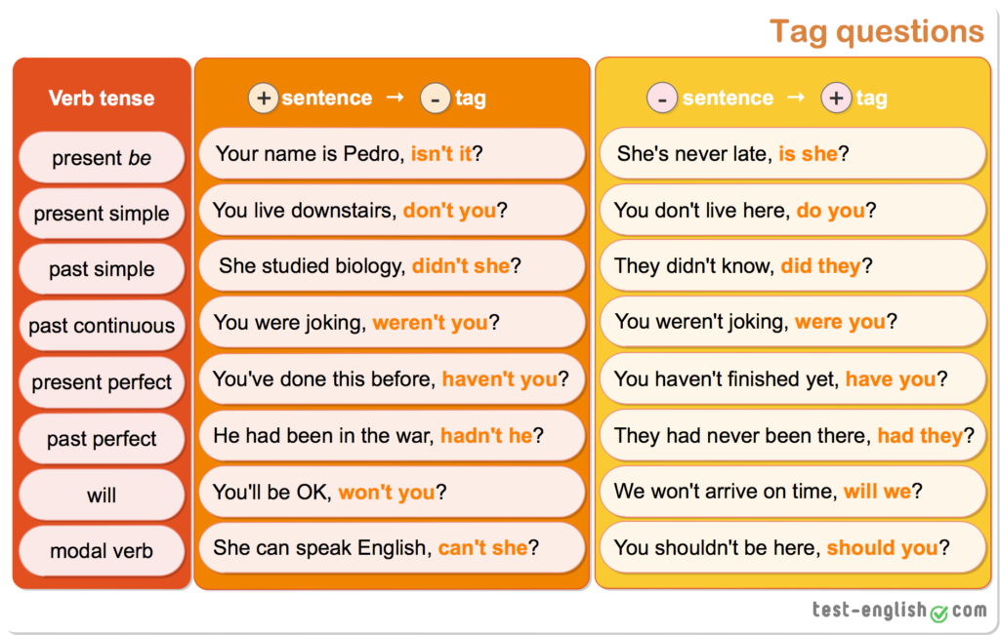 Tag questions
Verb tense
+ sentence → - tag
- sentence → + tag
present be
Your name is Pedro, isn't it?
She's never late, is she?
present simple
You live downstairs, don't you?
You don't live here, do you?
past simple
She studied biology, didn't she?
They didn't know, did they?
past continuous
You were joking, weren't you?
You weren't joking, were you?
present perfect
You've done this before, haven't you?
You haven't finished yet, have you?
past perfect
He had been in the war, hadn't he?
They had never been there, had they?
will
You'll be OK, won't you?
We won't arrive on time, will we?
modal verb
She can speak English, can't she?
You shouldn't be here, should you?
test-english.com